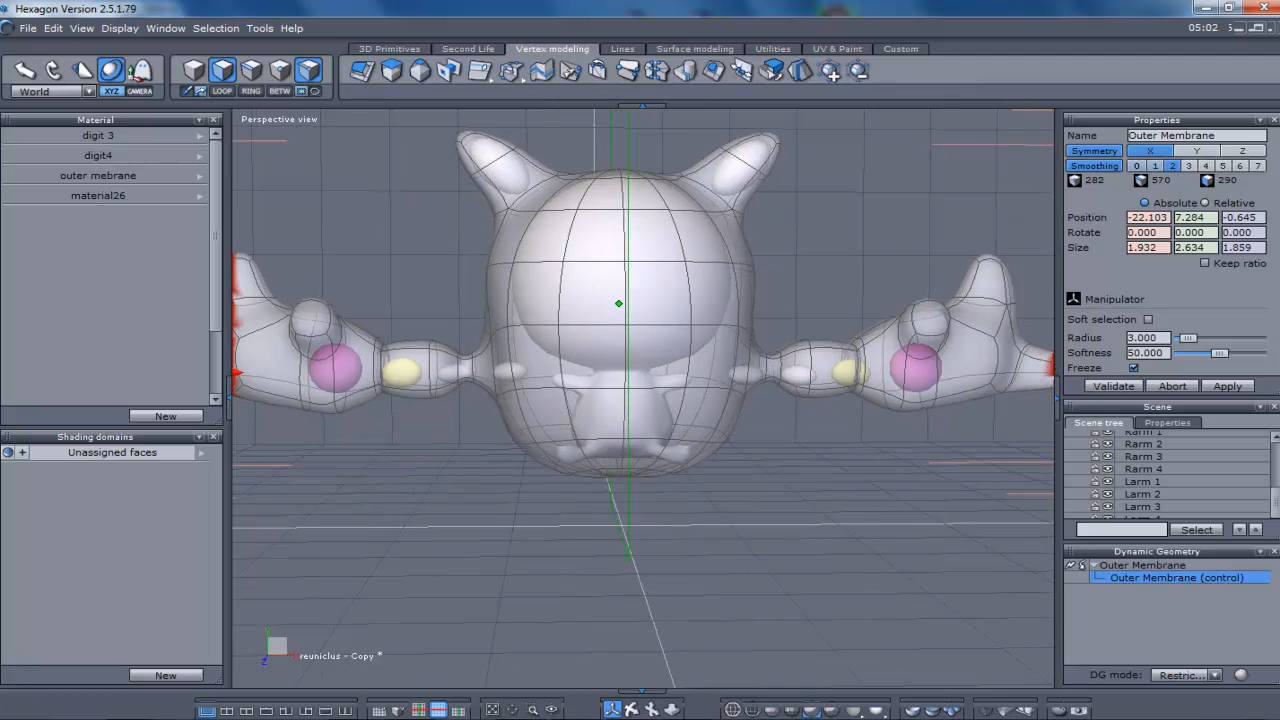 Hexagon Version 2.5.1.79
File Edit View Display Window Selection Tools Help
05:02
3D Primitives Second Life Vertex modeling Lines Surface modeling Utilities UV & Paint Custom
World XYZ CAMERA LOOP RING BETW
Material
digit 3
digit4
outer mebrane
material26
New
Shading domains
Unassigned faces
New
Perspective view
reuniclus - Copy *
Properties
Name Outer Membrane
Symmetry X Y Z
Smoothing 0 1 2 3 4 5 6 7
282 570 290
Absolute Relative
Position -22.103 7.284 -0.645
Rotate 0.000 0.000 0.000
Size 1.932 2.634 1.859
Keep ratio
Manipulator
Soft selection
Radius 3.000
Softness 50.000
Freeze
Validate Abort Apply
Scene
Scene tree Properties
Rarm 1
Rarm 2
Rarm 3
Rarm 4
Larm 1
Larm 2
Larm 3
Select
Dynamic Geometry
Outer Membrane
Outer Membrane (control)
DG mode: Restric...